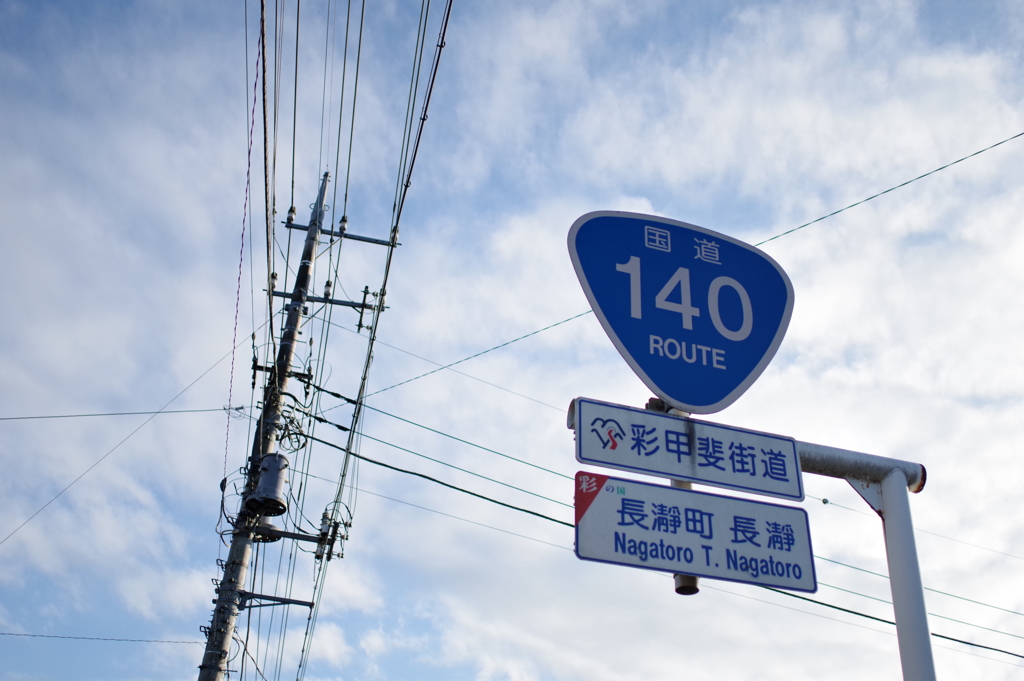 国道
140
ROUTE
彩甲斐街道
彩の国
長瀞町 長瀞
Nagatoro T. Nagatoro